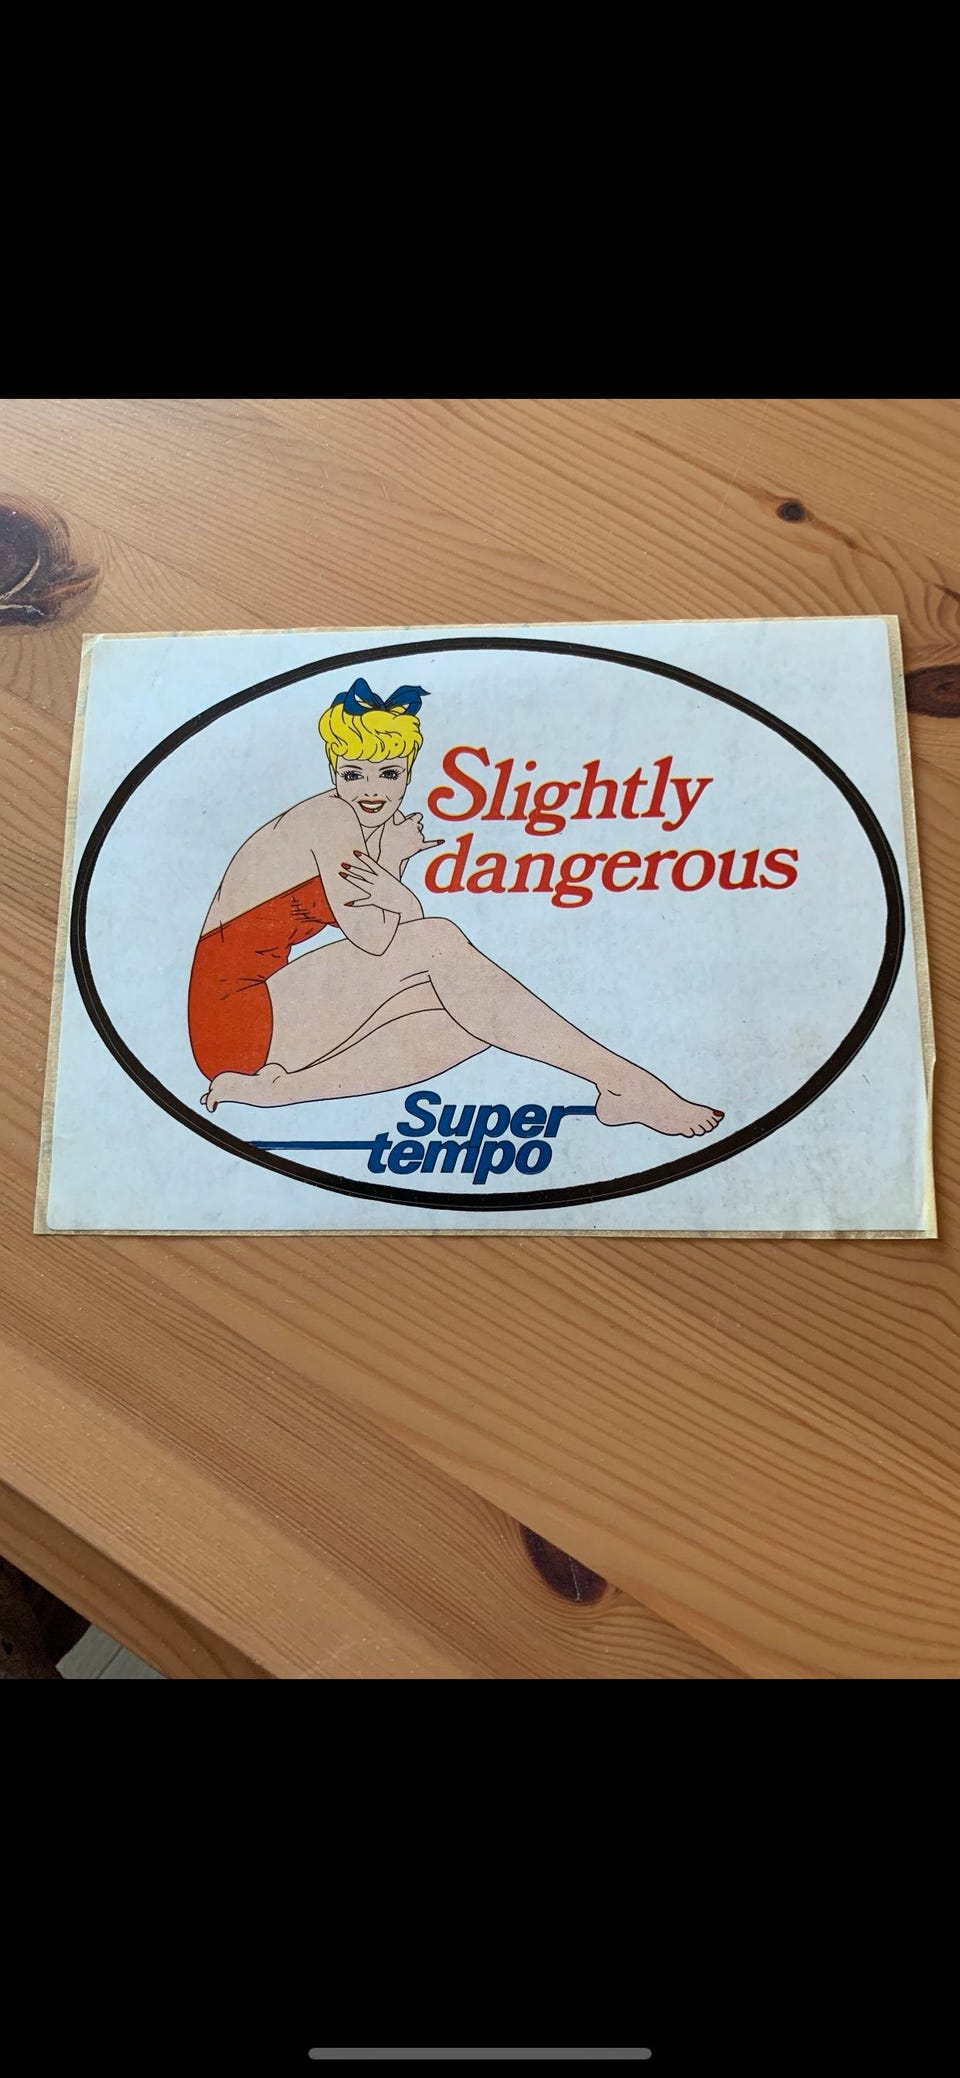 Slightly
dangerous
Super
tempo